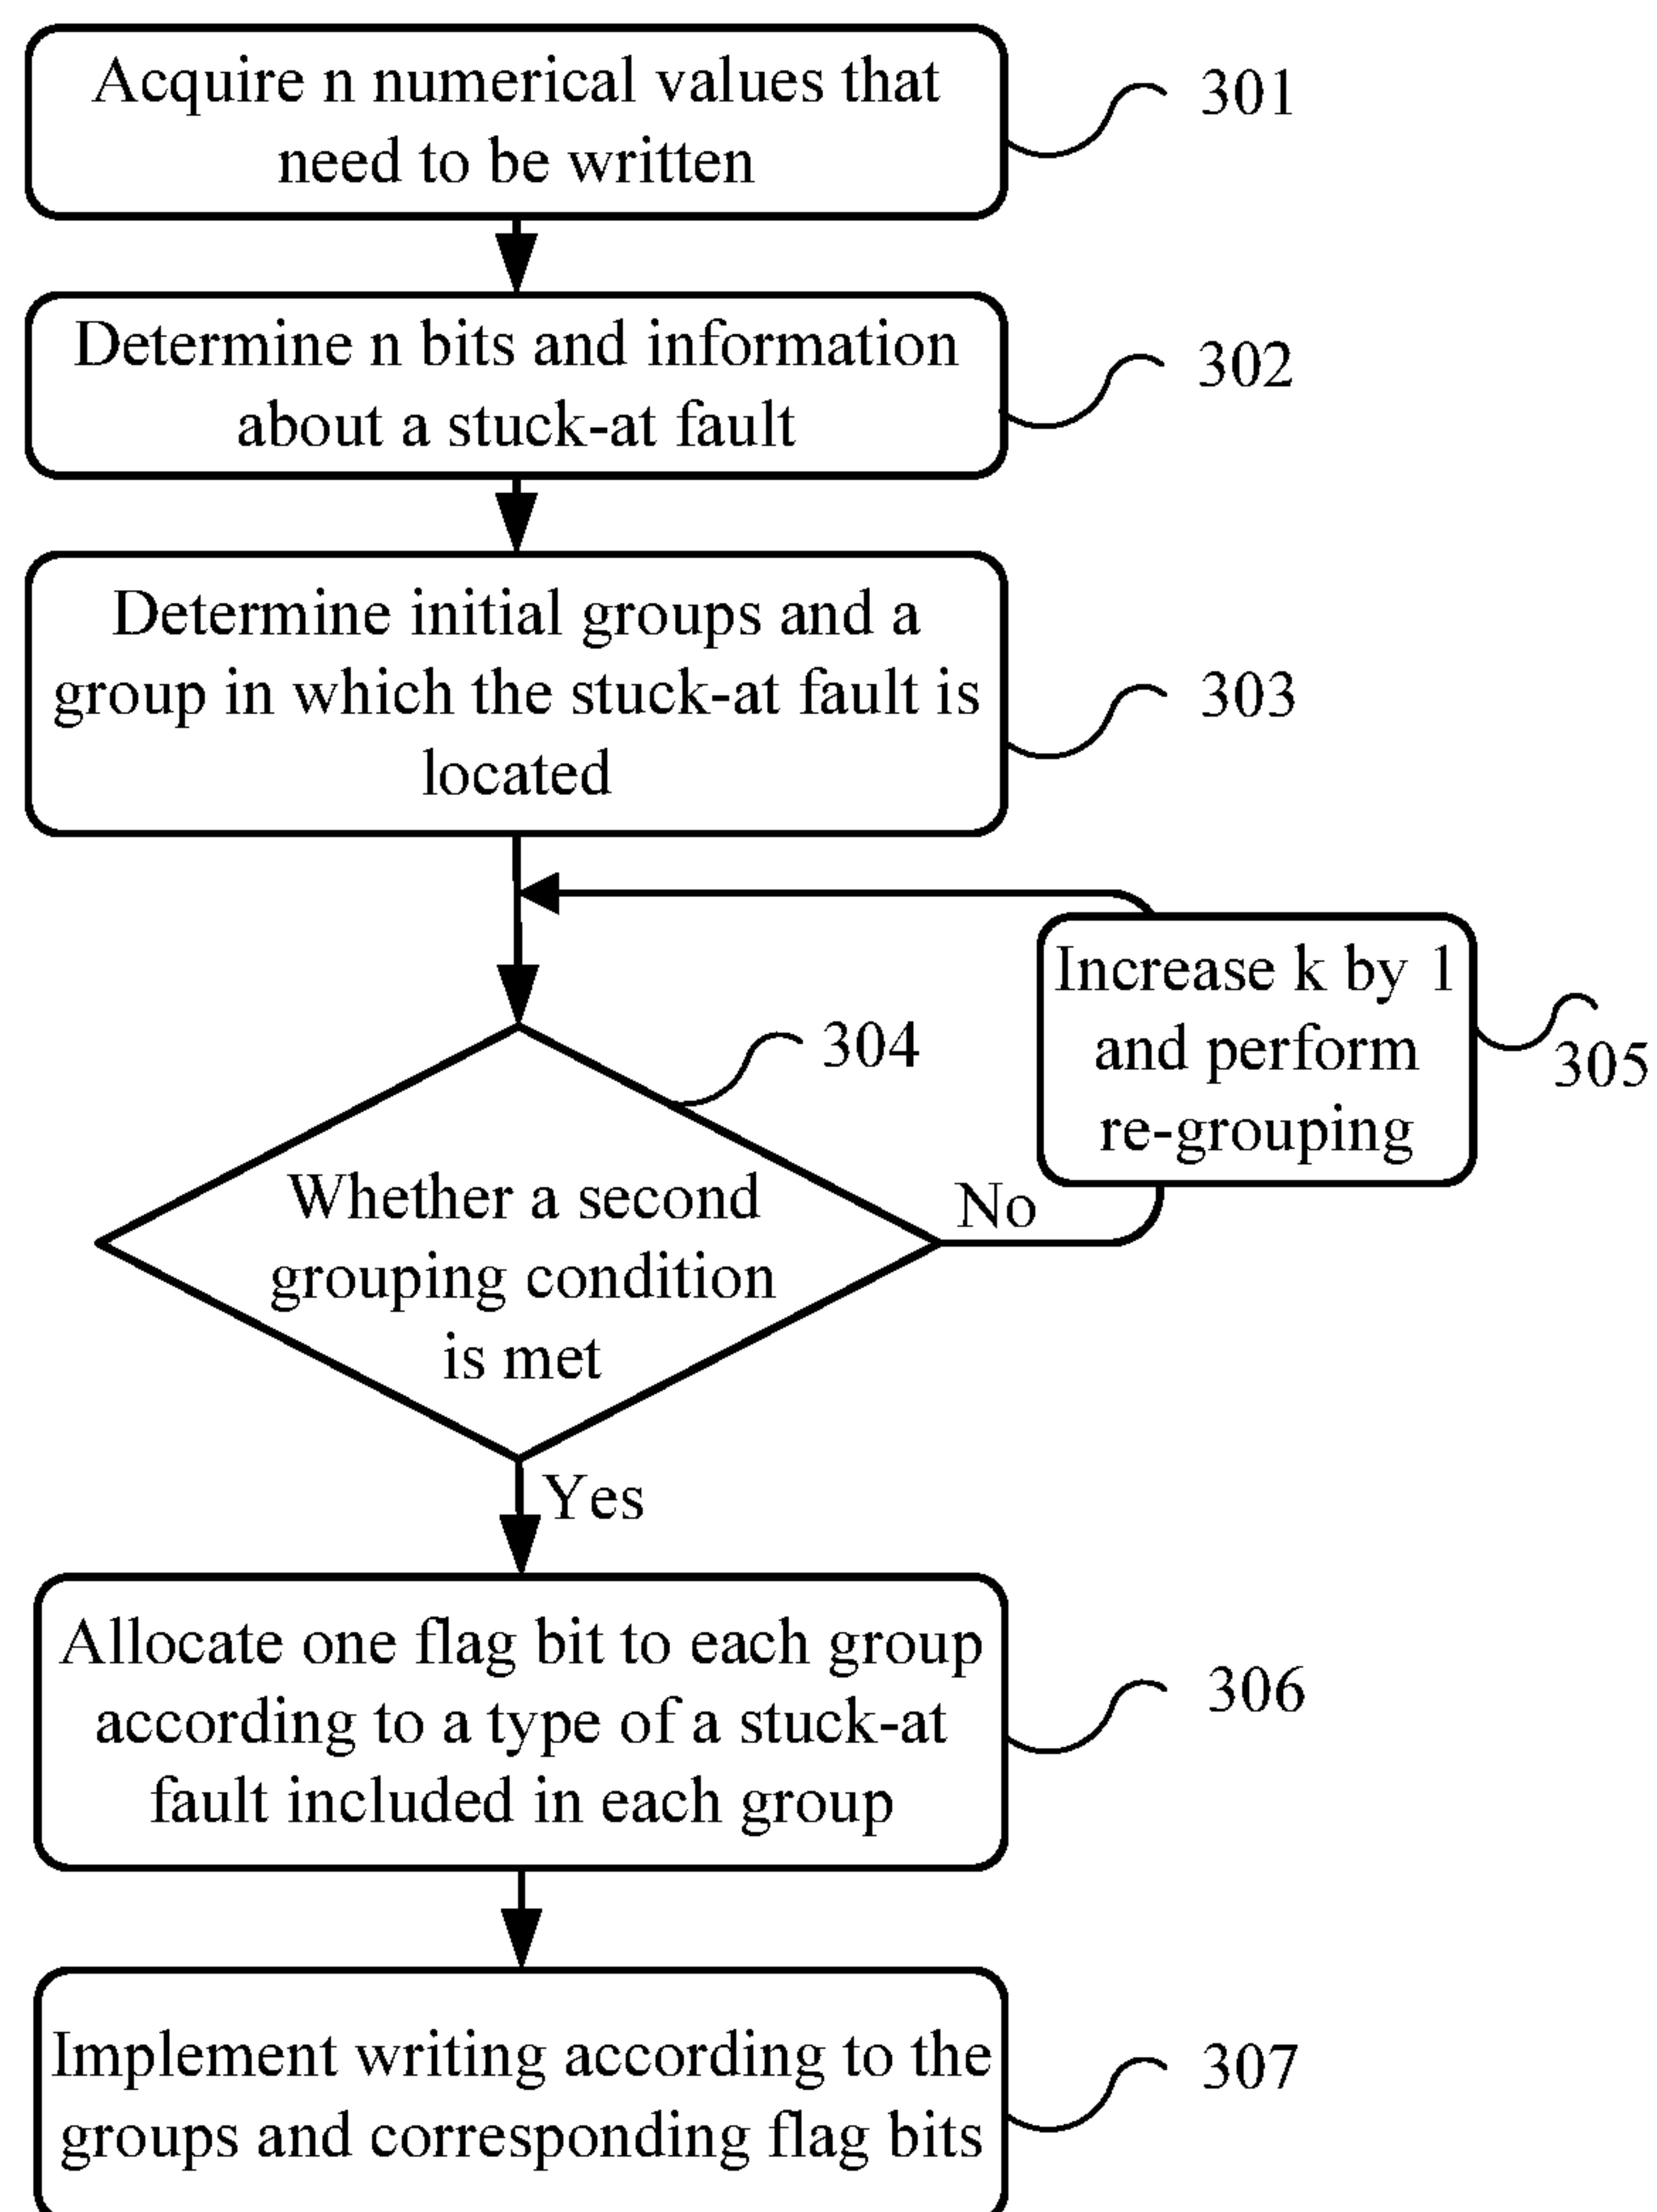 Acquire n numerical values that
need to be written
301
Determine n bits and information
about a stuck-at fault
302
Determine initial groups and a
group in which the stuck-at fault is
located
303
Increase k by 1
and perform
re-grouping
305
304
Whether a second
grouping condition
is met
No
Yes
Allocate one flag bit to each group
according to a type of a stuck-at
fault included in each group
306
Implement writing according to the
groups and corresponding flag bits
307